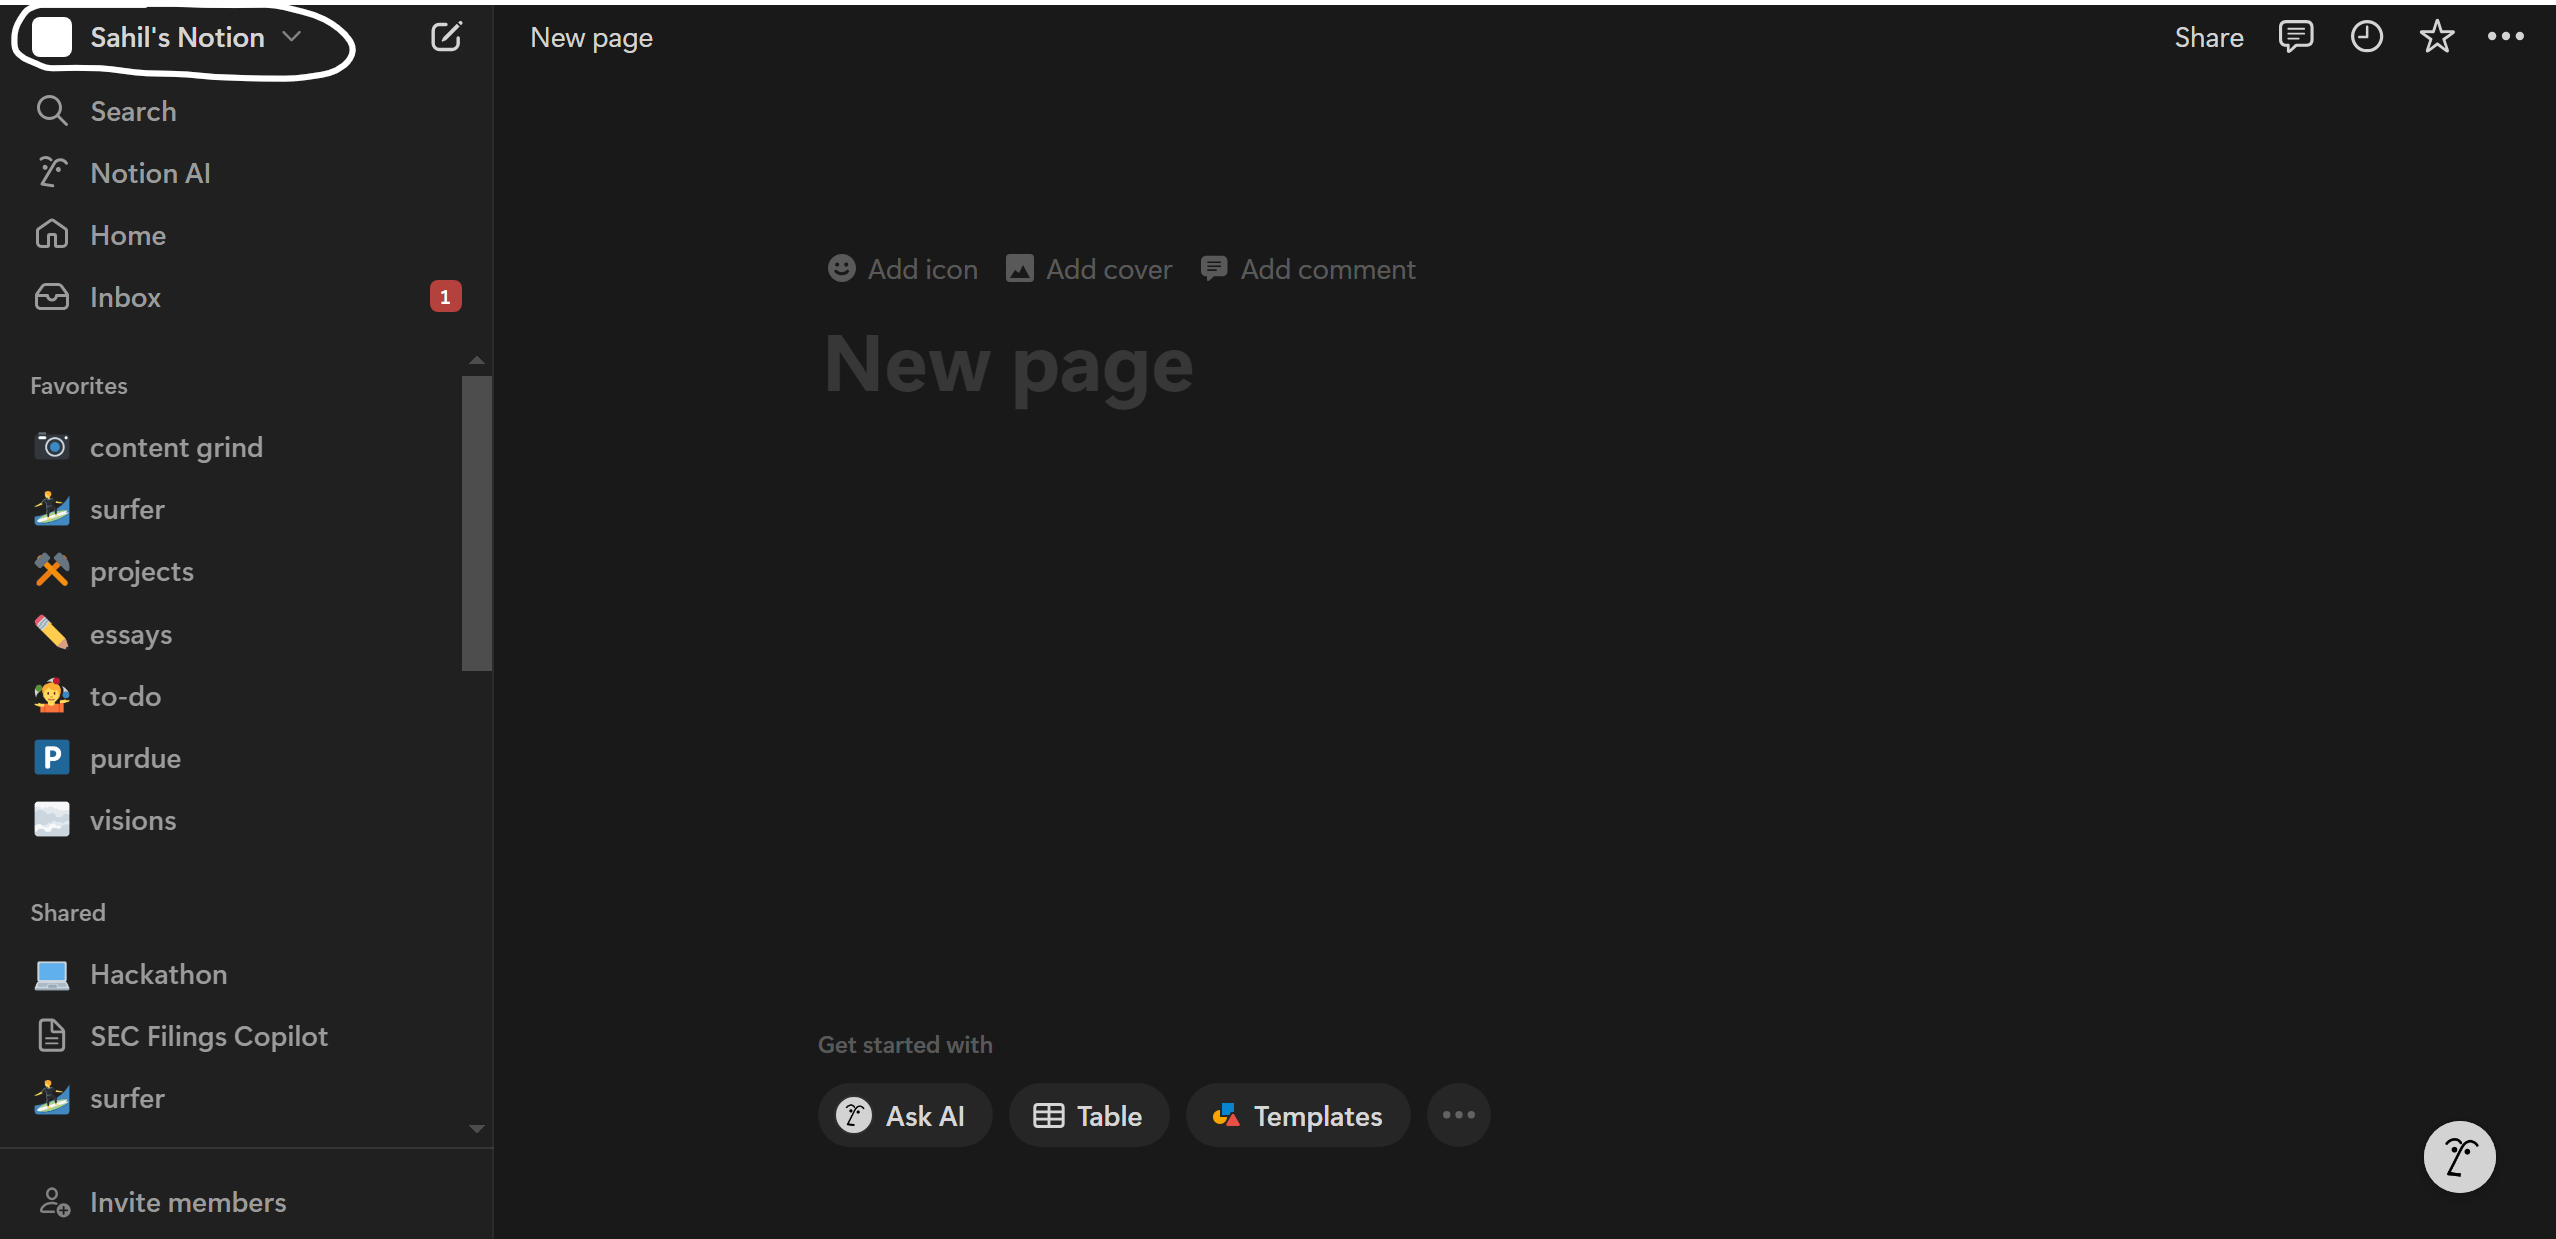 Sahil's Notion
Search
Notion AI
Home
Inbox 1
Favorites
content grind
surfer
projects
essays
to-do
P purdue
visions
Shared
Hackathon
SEC Filings Copilot
surfer
Invite members
New page
Share
Add icon Add cover Add comment
New page
Get started with
Ask AI Table Templates